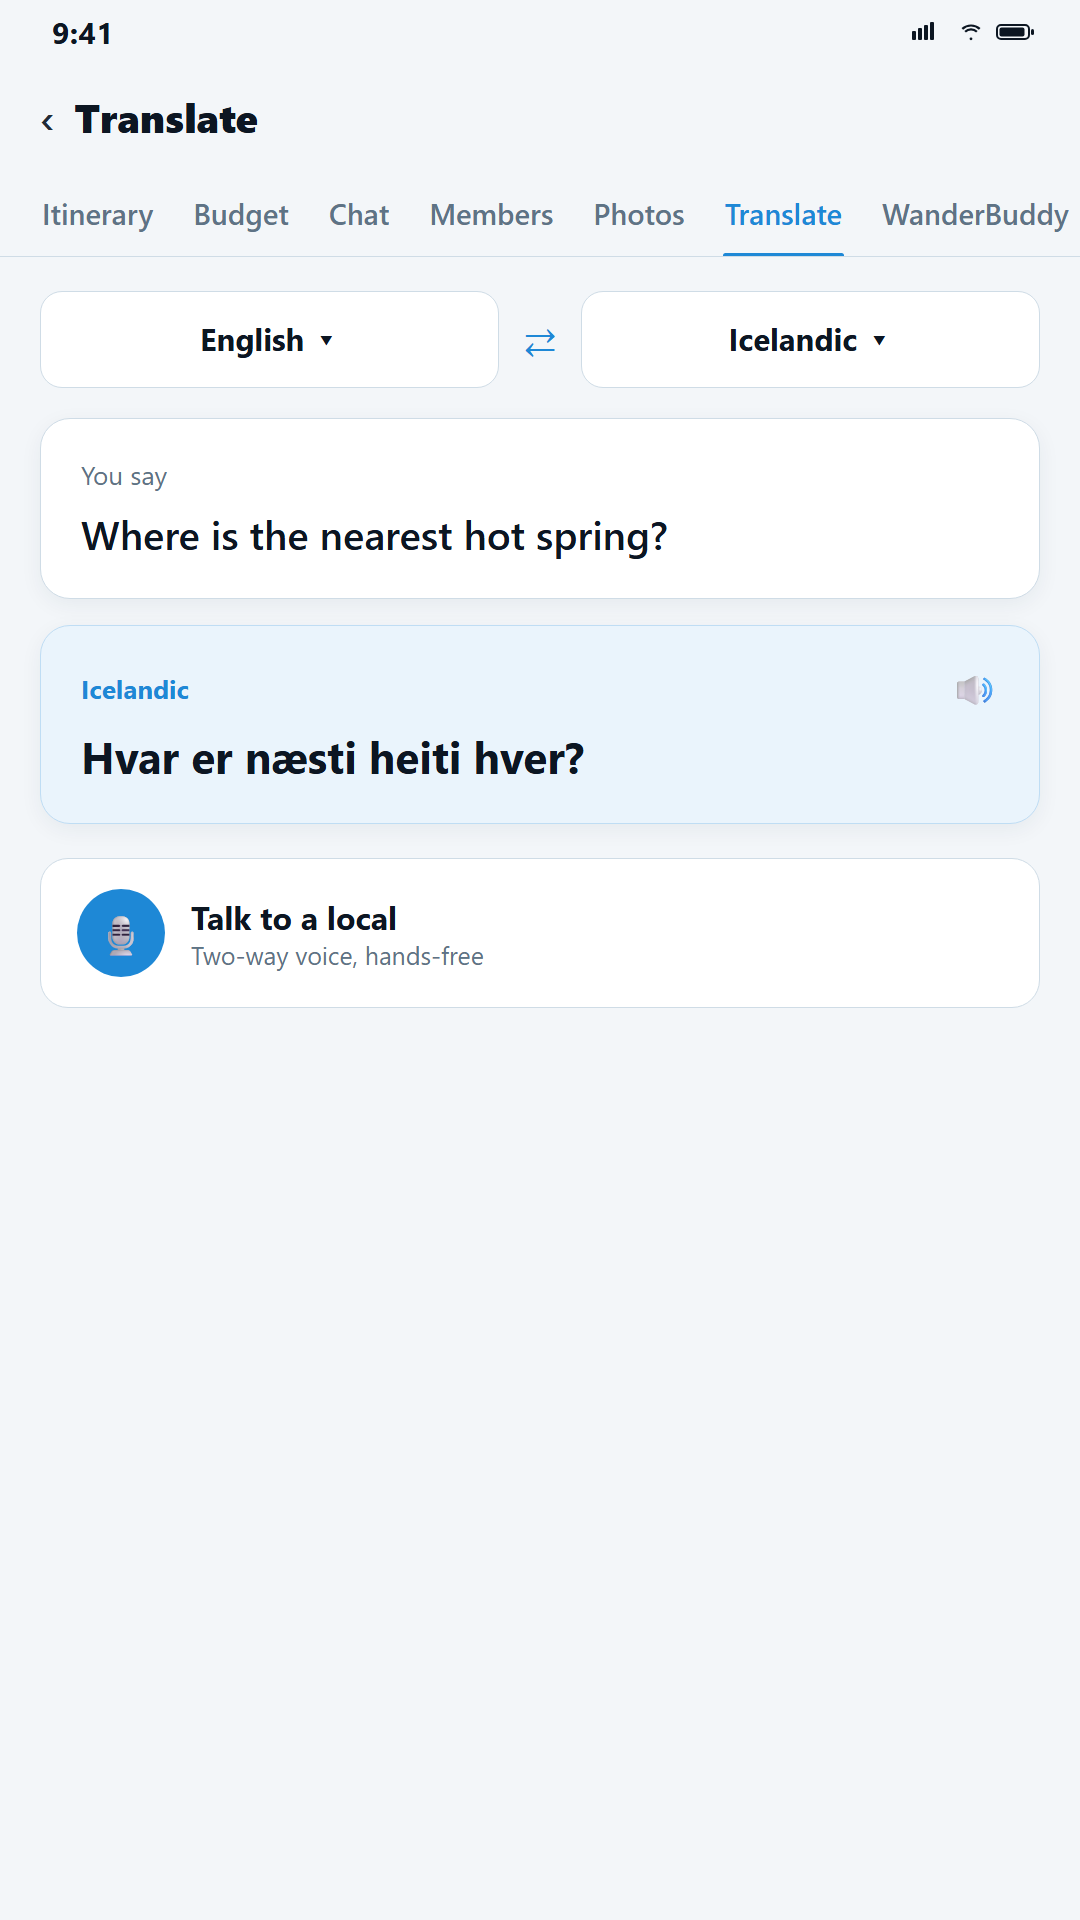 9:41
‹ Translate
Itinerary Budget Chat Members Photos Translate WanderBuddy
English ▼ ⇄ Icelandic ▼
You say
Where is the nearest hot spring?
Icelandic
Hvar er næsti heiti hver?
Talk to a local
Two-way voice, hands-free